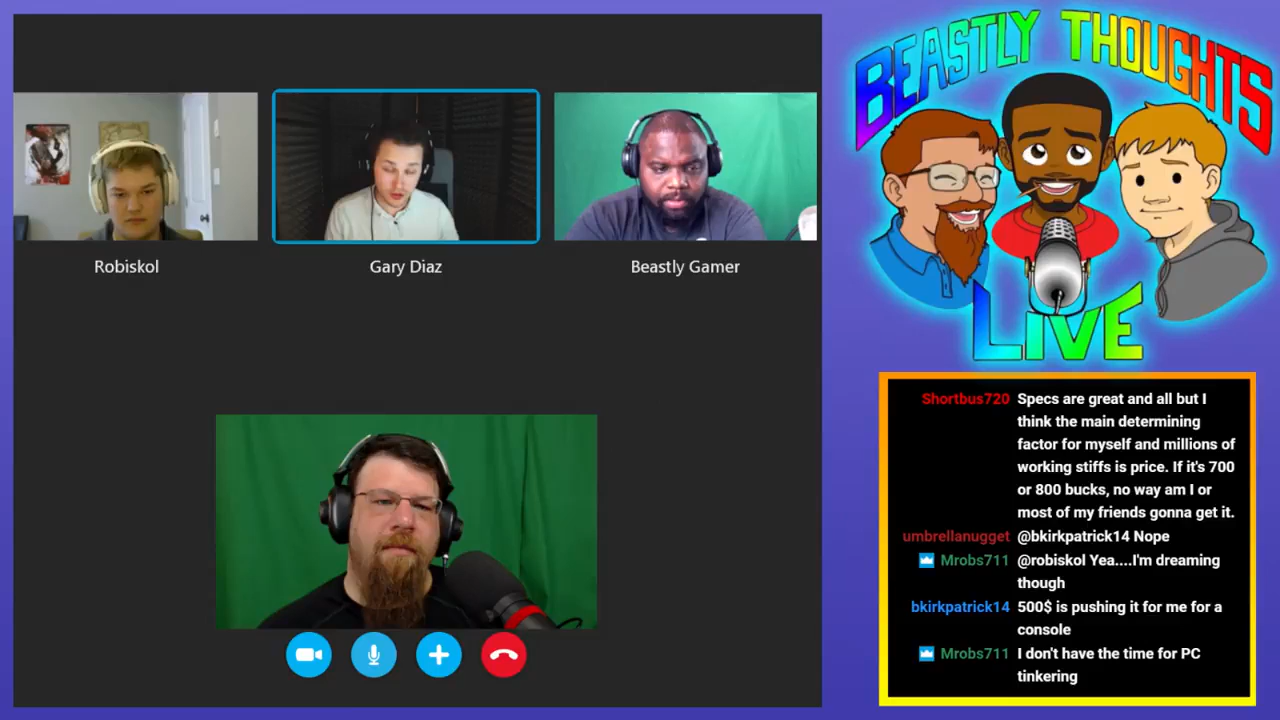 BEASTLY THOUGHTS
LIVE
Robiskol
Gary Diaz
Beastly Gamer
Shortbus720 Specs are great and all but I
think the main determining
factor for myself and millions of
working stiffs is price. If it's 700
or 800 bucks, no way am I or
most of my friends gonna get it.
umbrellanugget @bkirkpatrick14 Nope
Mrobs711 @robiskol Yea....I'm dreaming
though
bkirkpatrick14 500$ is pushing it for me for a
console
Mrobs711 I don't have the time for PC
tinkering